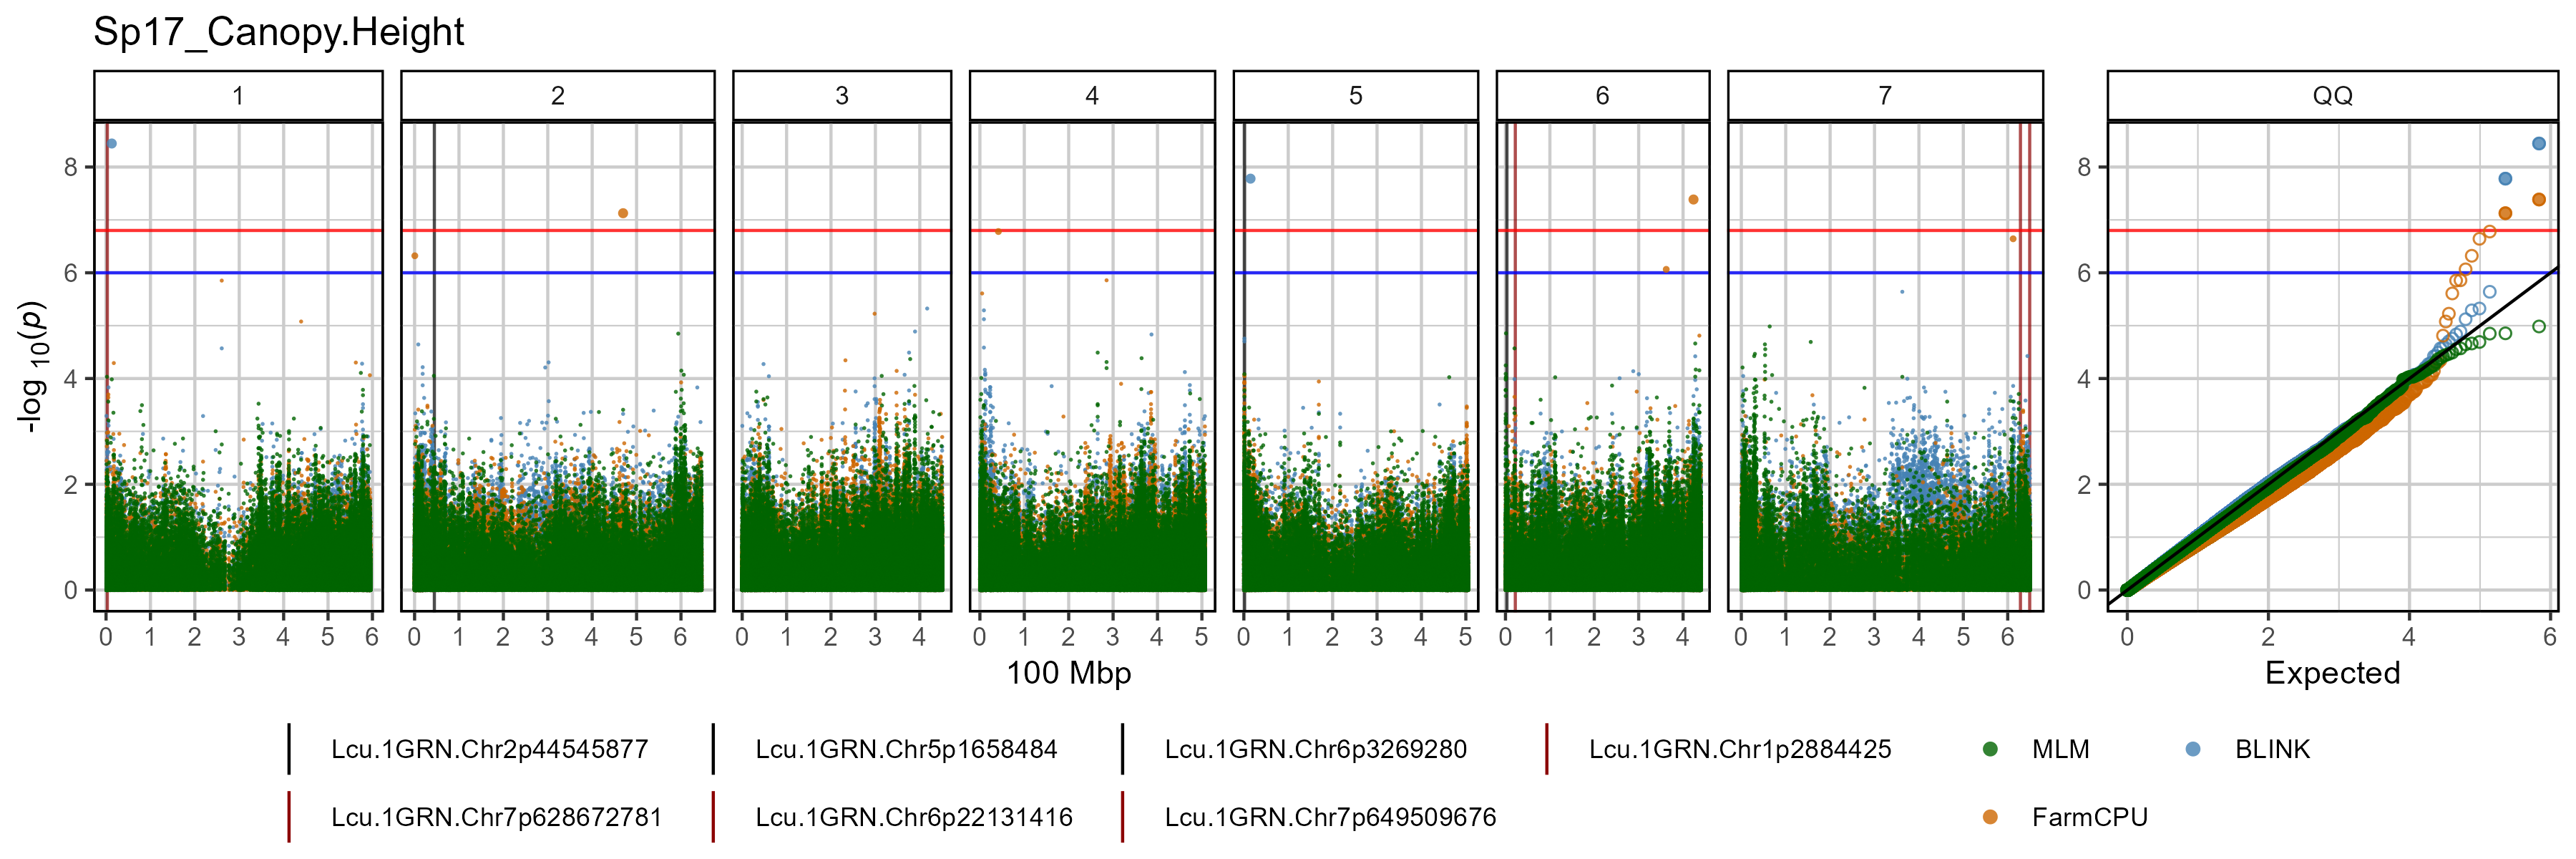 Sp17_Canopy.Height
1 2 3 4 5 6 7 QQ
-log 10(p)
8 8
6 6
4 4
2 2
0 0
0 1 2 3 4 5 6 0 1 2 3 4 5 6 0 1 2 3 4 0 1 2 3 4 5 0 1 2 3 4 5 0 1 2 3 4 0 1 2 3 4 5 6 0 2 4 6
100 Mbp Expected
Lcu.1GRN.Chr2p44545877 Lcu.1GRN.Chr5p1658484 Lcu.1GRN.Chr6p3269280 Lcu.1GRN.Chr1p2884425 MLM BLINK
Lcu.1GRN.Chr7p628672781 Lcu.1GRN.Chr6p22131416 Lcu.1GRN.Chr7p649509676 FarmCPU